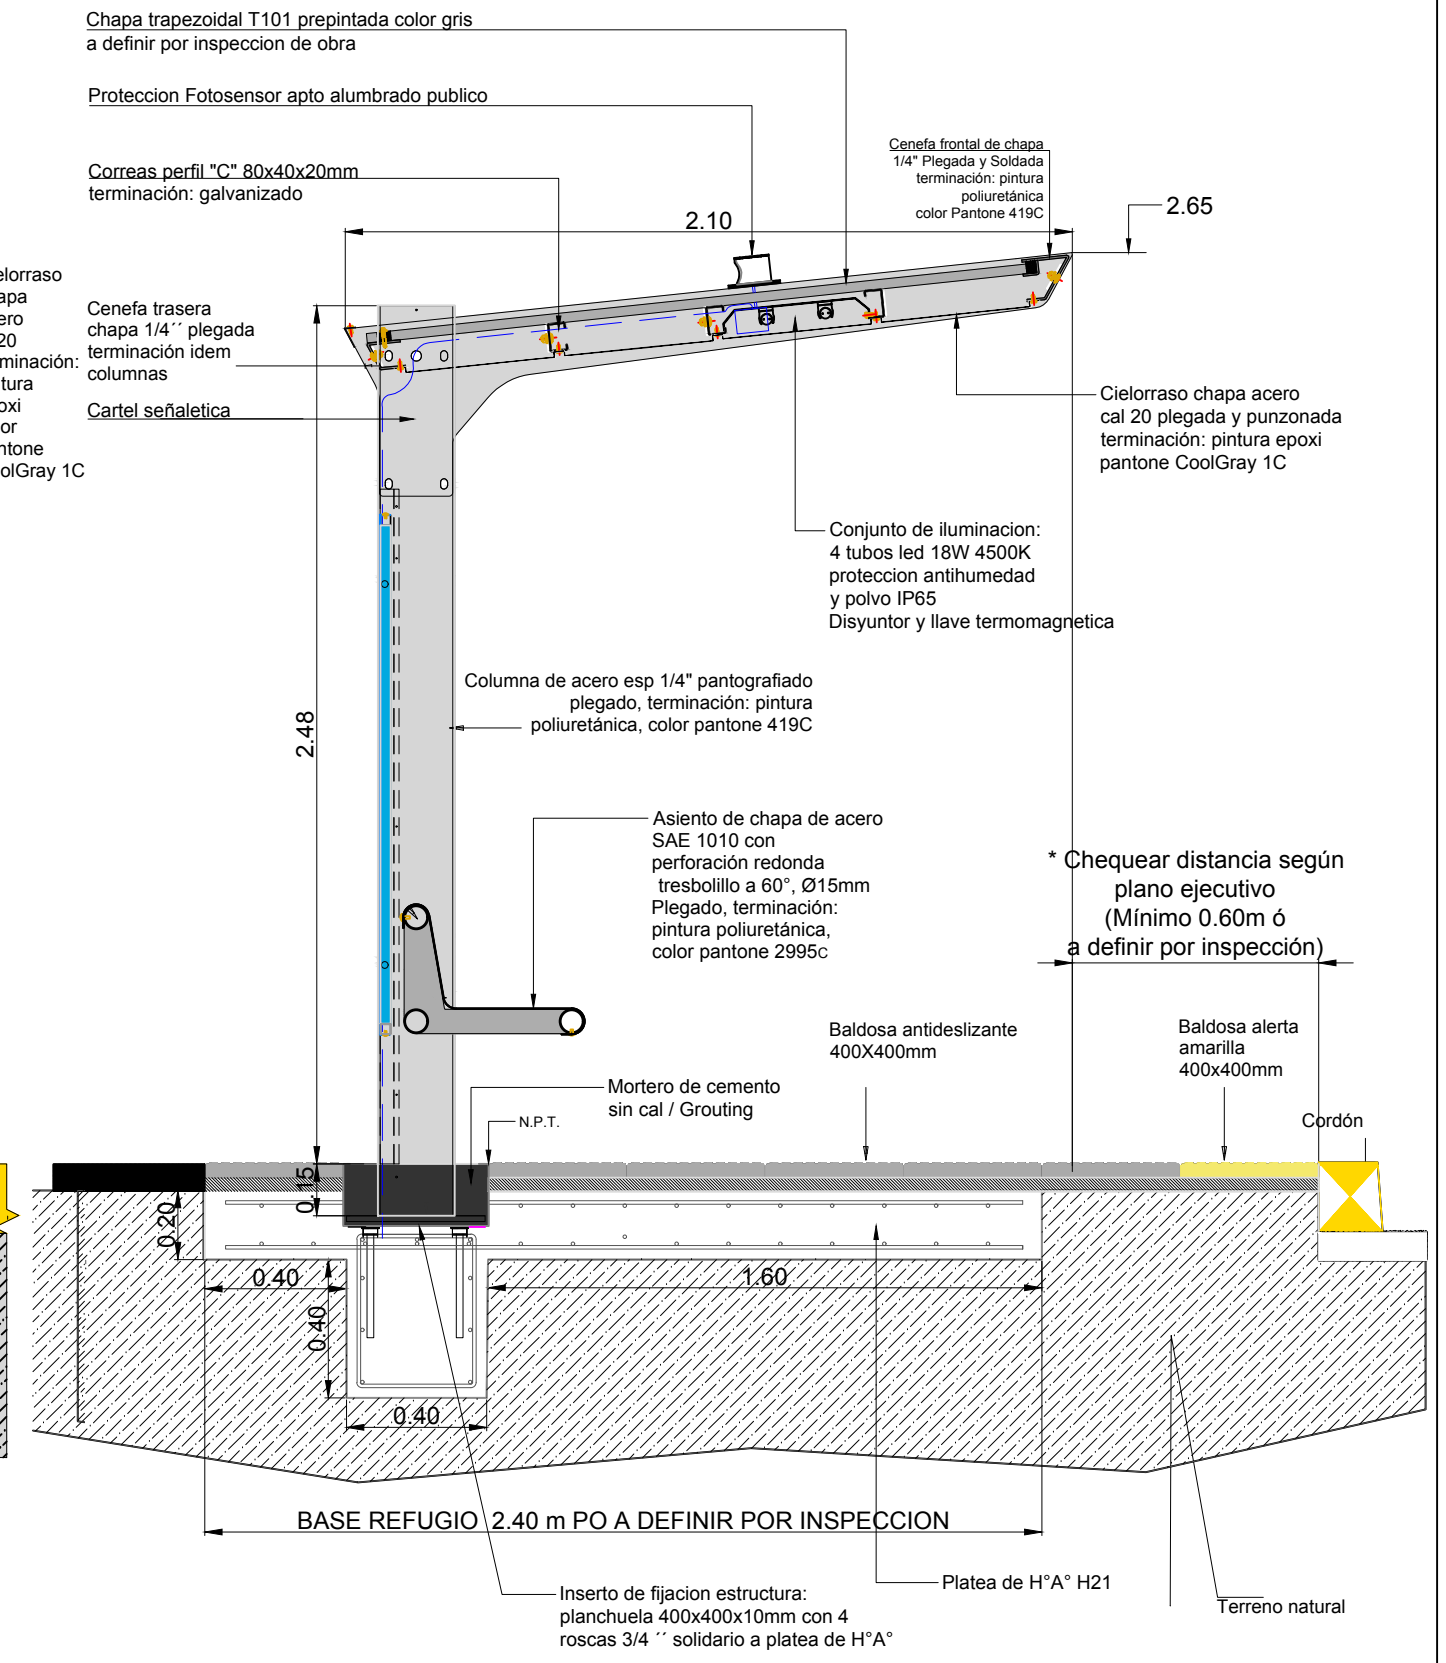 Chapa trapezoidal T101 prepintada color gris
a definir por inspeccion de obra
Proteccion Fotosensor apto alumbrado publico
Correas perfil "C" 80x40x20mm
terminación: galvanizado
Cenefa frontal de chapa
1/4" Plegada y Soldada
terminación: pintura
poliuretánica
color Pantone 419C
2.65
2.10
Cenefa trasera
chapa 1/4´´ plegada
terminación idem
columnas
Cartel señaletica
20
olGray 1C
Cielorraso chapa acero
cal 20 plegada y punzonada
terminación: pintura epoxi
pantone CoolGray 1C
Conjunto de iluminacion:
4 tubos led 18W 4500K
proteccion antihumedad
y polvo IP65
Disyuntor y llave termomagnetica
Columna de acero esp 1/4" pantografiado
plegado, terminación: pintura
poliuretánica, color pantone 419C
2.48
Asiento de chapa de acero
SAE 1010 con
perforación redonda
tresbolillo a 60°, Ø15mm
Plegado, terminación:
pintura poliuretánica,
color pantone 2995C
* Chequear distancia según
plano ejecutivo
(Mínimo 0.60m ó
a definir por inspección)
Baldosa antideslizante
400X400mm
Baldosa alerta
amarilla
400x400mm
Mortero de cemento
sin cal / Grouting
N.P.T.
Cordón
0.15
0.20
0.40
1.60
0.40
0.40
BASE REFUGIO 2.40 m PO A DEFINIR POR INSPECCION
Inserto de fijacion estructura:
planchuela 400x400x10mm con 4
roscas 3/4 ´´ solidario a platea de H°A°
Platea de H°A° H21
Terreno natural